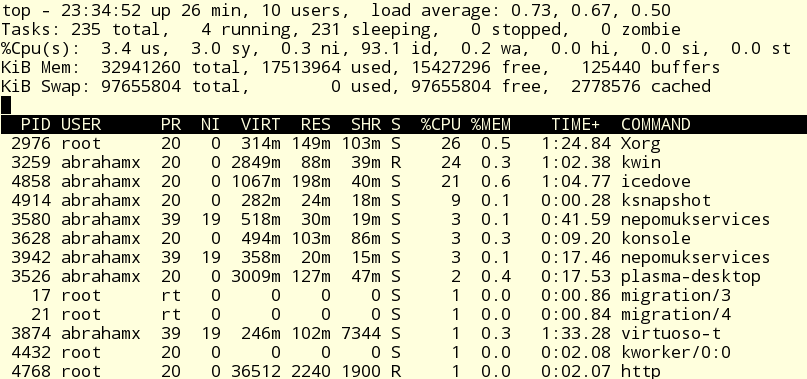 top - 23:34:52 up 26 min, 10 users,  load average: 0.73, 0.67, 0.50
Tasks: 235 total,   4 running, 231 sleeping,   0 stopped,   0 zombie
%Cpu(s):  3.4 us,  3.0 sy,  0.3 ni, 93.1 id,  0.2 wa,  0.0 hi,  0.0 si,  0.0 st
KiB Mem:  32941260 total, 17513964 used, 15427296 free,   125440 buffers
KiB Swap: 97655804 total,        0 used, 97655804 free,  2778576 cached
  PID USER      PR  NI  VIRT  RES  SHR S  %CPU %MEM    TIME+  COMMAND
 2976 root      20   0  314m 149m 103m S    26  0.5   1:24.84 Xorg
 3259 abrahamx  20   0 2849m  88m  39m R    24  0.3   1:02.38 kwin
 4858 abrahamx  20   0 1067m 198m  40m S    21  0.6   1:04.77 icedove
 4914 abrahamx  20   0  282m  24m  18m S     9  0.1   0:00.28 ksnapshot
 3580 abrahamx  39  19  518m  30m  19m S     3  0.1   0:41.59 nepomukservices
 3628 abrahamx  20   0  494m 103m  86m S     3  0.3   0:09.20 konsole
 3942 abrahamx  39  19  358m  20m  15m S     3  0.1   0:17.46 nepomukservices
 3526 abrahamx  20   0 3009m 127m  47m S     2  0.4   0:17.53 plasma-desktop
   17 root      rt   0     0    0    0 S     1  0.0   0:00.86 migration/3
   21 root      rt   0     0    0    0 S     1  0.0   0:00.84 migration/4
 3874 abrahamx  39  19  246m 102m 7344 S     1  0.3   1:33.28 virtuoso-t
 4432 root      20   0     0    0    0 S     1  0.0   0:02.08 kworker/0:0
 4768 root      20   0 36512 2240 1900 R     1  0.0   0:02.07 http